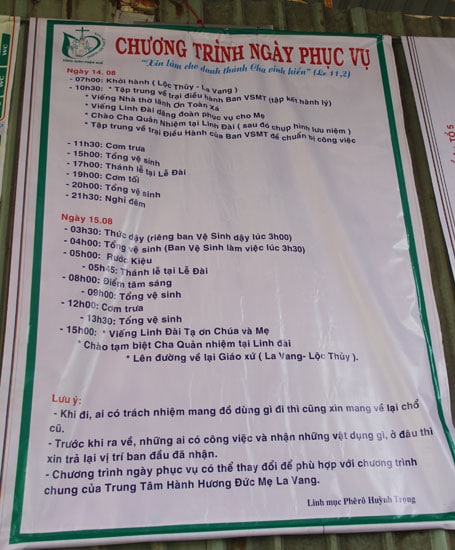 CHƯƠNG TRÌNH NGÀY PHỤC VỤ
"Xin làm cho danh thánh Cha vinh hiển" (Lc 11,2)
Ngày 14.08
- 07h00: Khởi hành ( Lộc Thủy - La Vang )
- 10h30: * Tập trung về trại điều hành Ban VSMT (tập kết hành lý)
* Viếng Nhà thờ lánh Ơn Toàn Xá
* Viếng Linh Đài dâng đoàn phục vụ cho Mẹ
* Chào Cha Quản Nhiệm tại Linh Đài ( sau đó chụp hình lưu niệm )
* Tập trung về trại Điều Hành của Ban VSMT để chuẩn bị công việc
- 11h30: Cơm trưa
- 15h00: Tổng vệ sinh
- 17h00: Thánh lễ tại Lễ Đài
- 19h00: Cơm tối
- 20h00: Tổng vệ sinh
- 21h30: Nghỉ đêm
Ngày 15.08
- 03h30: Thức dậy (riêng ban Vệ Sinh dậy lúc 3h00)
- 04h00: Tổng vệ sinh (Ban Vệ Sinh làm việc lúc 3h30)
- 05h00: Rước Kiệu
- 05h45: Thánh lễ tại Lễ Đài
- 08h00: Điểm tâm sáng
- 09h00: Tổng vệ sinh
- 12h00: Cơm trưa
- 13h30: Tổng vệ sinh
- 15h00: * Viếng Linh Đài Tạ ơn Chúa và Mẹ
* Chào tạm biệt Cha Quản nhiệm tại Linh đài
* Lên đường về lại Giáo xứ ( La Vang- Lộc Thủy ).
Lưu ý:
- Khi đi, ai có trách nhiệm mang đồ dùng gì đi thì cũng xin mang về lại chổ
cũ.
- Trước khi ra về, những ai có công việc và nhận những vật dụng gì, ở đâu thì
xin trả lại vị trí ban đầu đã nhận.
- Chương trình ngày phục vụ có thể thay đổi để phù hợp với chương trình
chung của Trung Tâm Hành Hương Đức Mẹ La Vang.
Linh mục Phêrô Huỳnh Trọng
WC